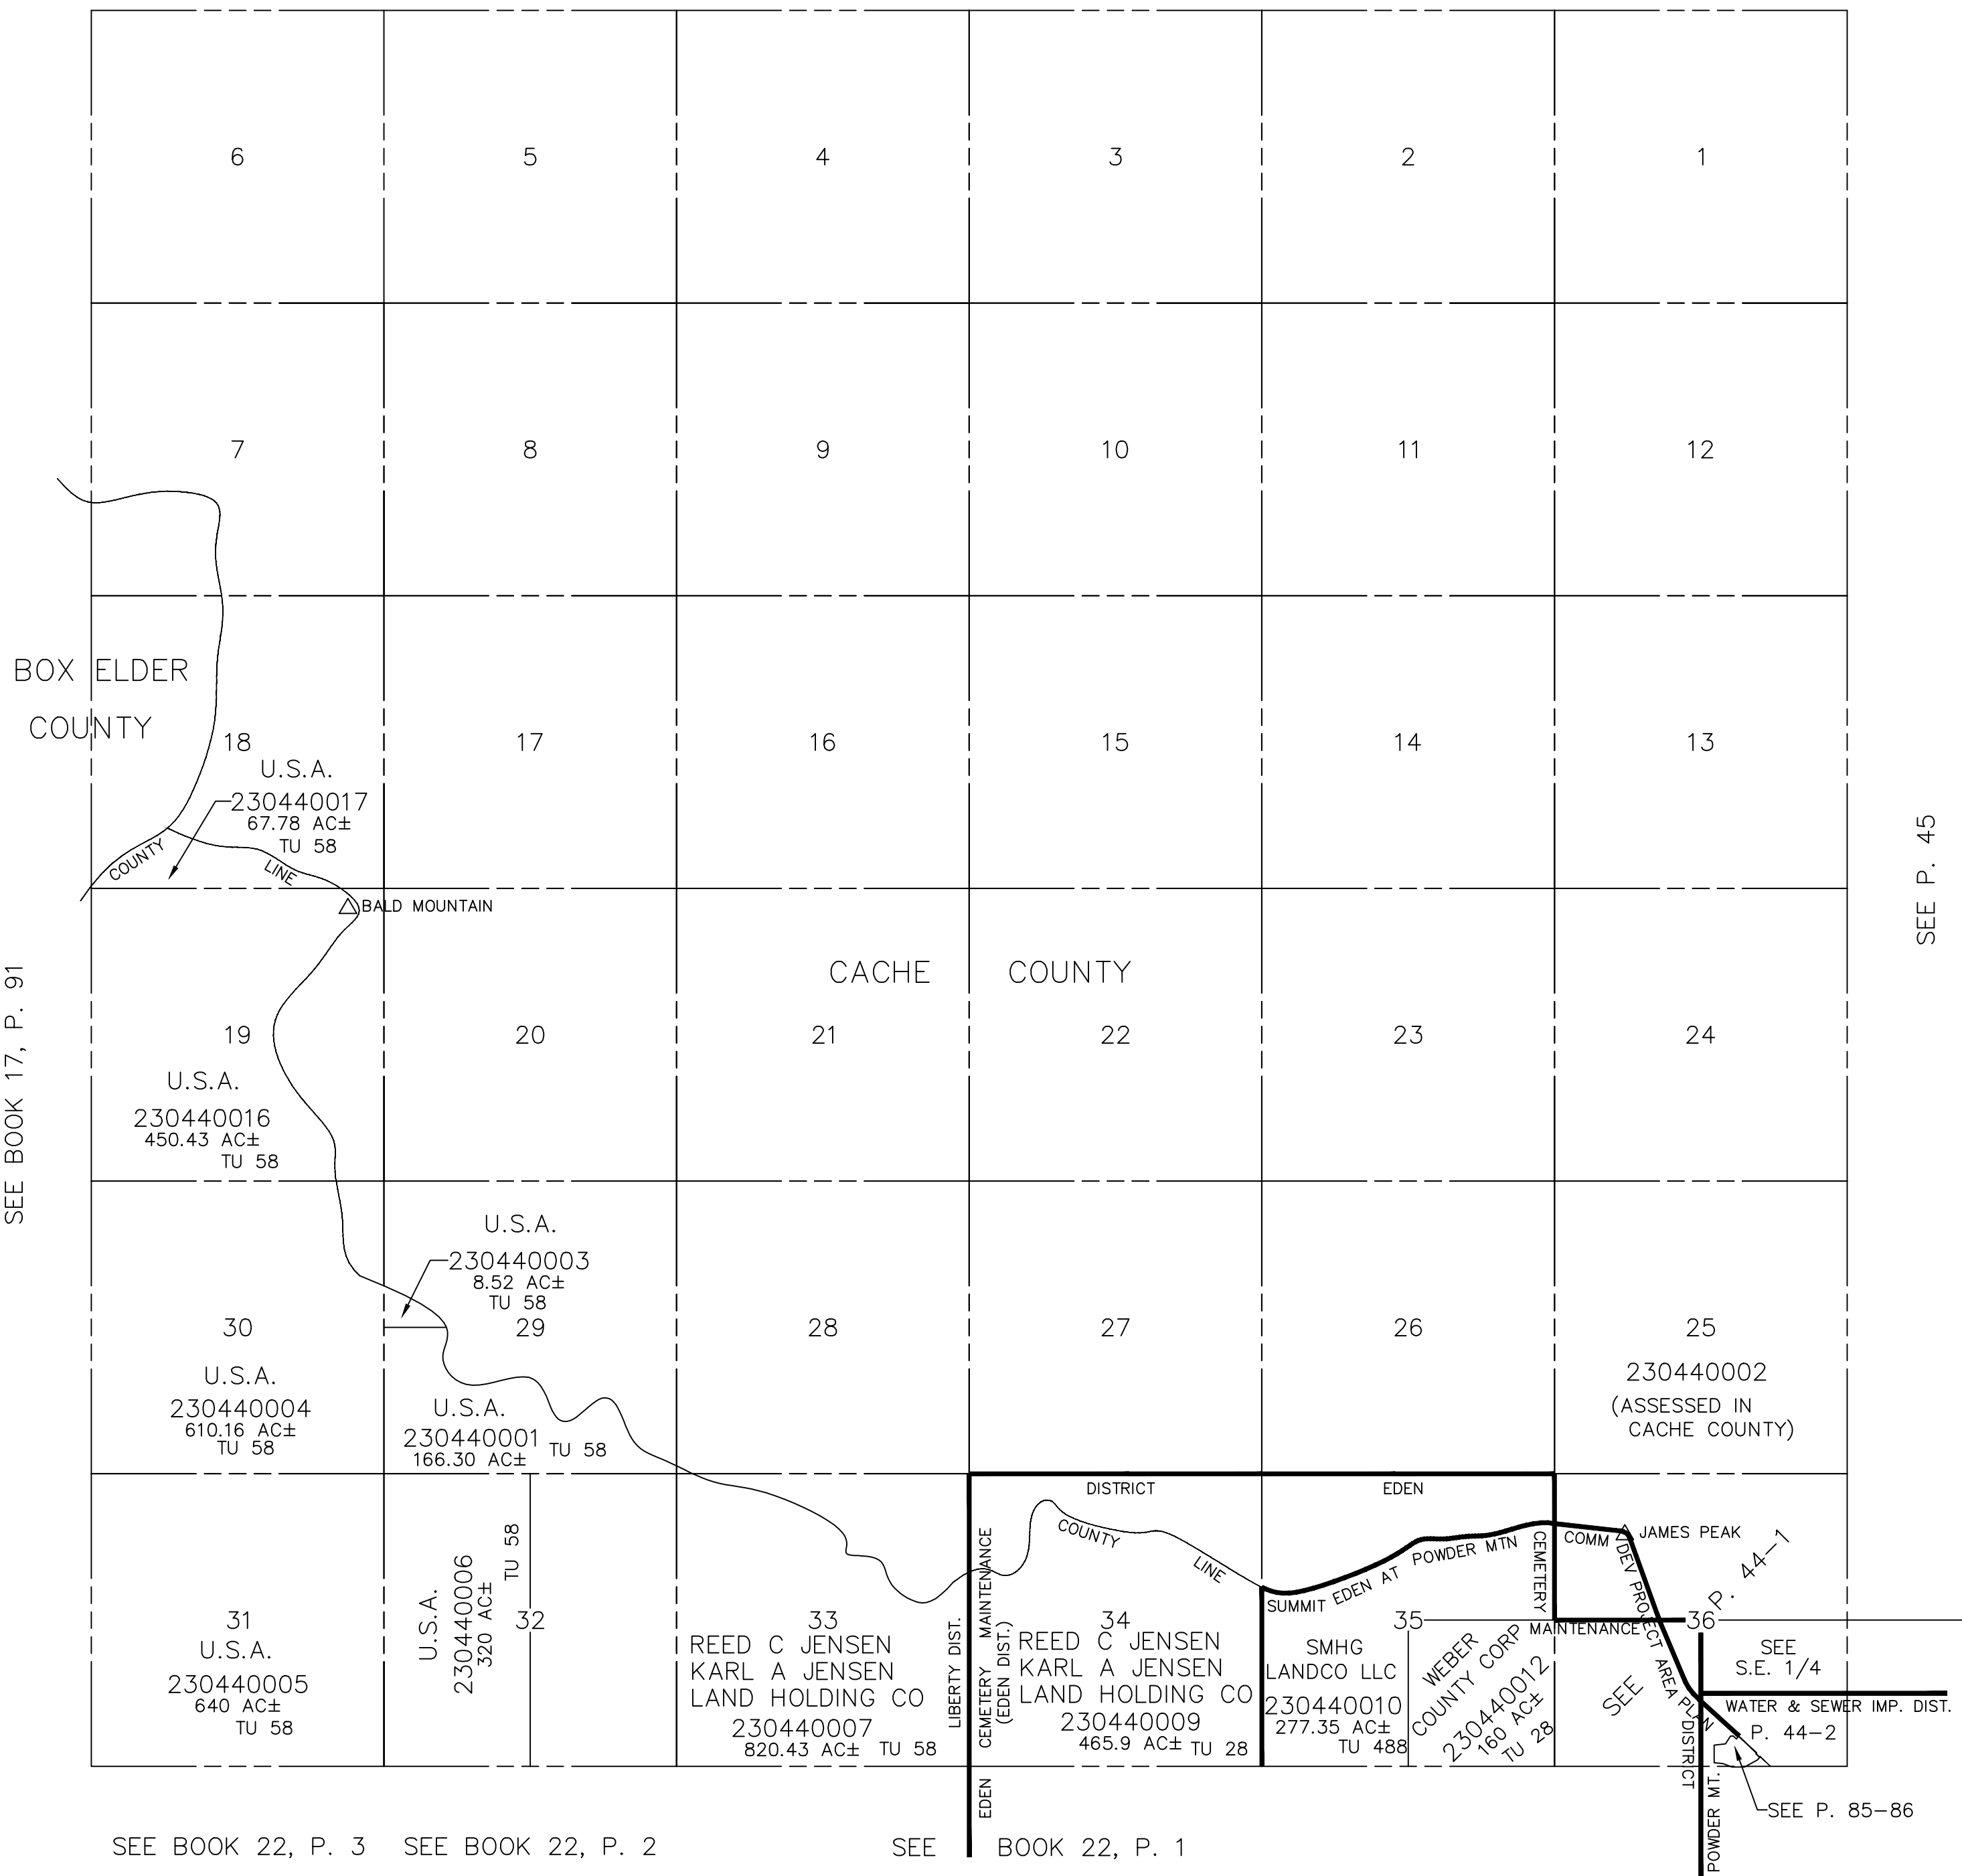 6
5
4
3
2
1
7
8
9
10
11
12
BOX ELDER
COUNTY
18
17
16
15
14
13
U.S.A.
230440017
67.78 AC±
TU 58
COUNTY
LINE
BALD MOUNTAIN
SEE P. 45
SEE BOOK 17, P. 91
CACHE COUNTY
19
20
21
22
23
24
U.S.A.
230440016
450.43 AC±
TU 58
U.S.A.
230440003
8.52 AC±
TU 58
30
29
28
27
26
25
U.S.A.
230440004
610.16 AC±
TU 58
U.S.A.
230440001
166.30 AC±
TU 58
230440002
(ASSESSED IN
CACHE COUNTY)
DISTRICT
EDEN
COUNTY
LINE
SUMMIT EDEN AT POWDER MTN COMM DEV PROJECT AREA PLAN
JAMES PEAK
CEMETERY
MAINTENANCE
DISTRICT
31
U.S.A.
230440005
640 AC±
TU 58
32
U.S.A.
230440006
320 AC±
TU 58
33
REED C JENSEN
KARL A JENSEN
LAND HOLDING CO
230440007
820.43 AC± TU 58
LIBERTY DIST.
EDEN CEMETERY MAINTENANCE
(EDEN DIST.)
34
REED C JENSEN
KARL A JENSEN
LAND HOLDING CO
230440009
465.9 AC± TU 28
35
SMHG
LANDCO LLC
230440010
277.35 AC±
TU 488
WEBER
COUNTY CORP
230440012
160 AC±
TU 28
36
SEE P. 44-1
SEE
S.E. 1/4
WATER & SEWER IMP. DIST.
P. 44-2
POWDER MT.
SEE P. 85-86
SEE BOOK 22, P. 3
SEE BOOK 22, P. 2
SEE BOOK 22, P. 1